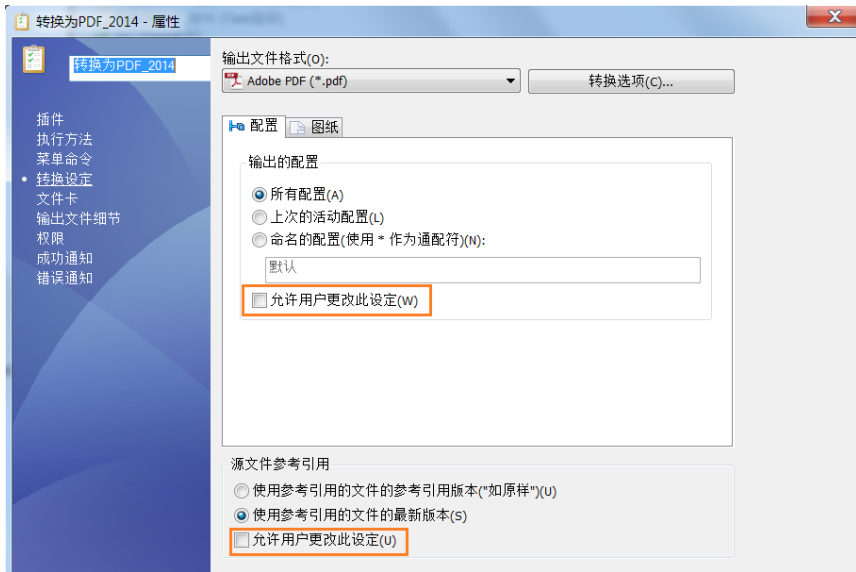 转换为PDF_2014 - 属性
转换为PDF_2014
插件
执行方法
菜单命令
转换设定
文件卡
输出文件细节
权限
成功通知
错误通知
输出文件格式(O):
Adobe PDF (*.pdf)
转换选项(C)...
配置
图纸
输出的配置
所有配置(A)
上次的活动配置(L)
命名的配置(使用 * 作为通配符)(N):
默认
允许用户更改此设定(W)
源文件参考引用
使用参考引用的文件的参考引用版本("如原样")(U)
使用参考引用的文件的最新版本(S)
允许用户更改此设定(U)